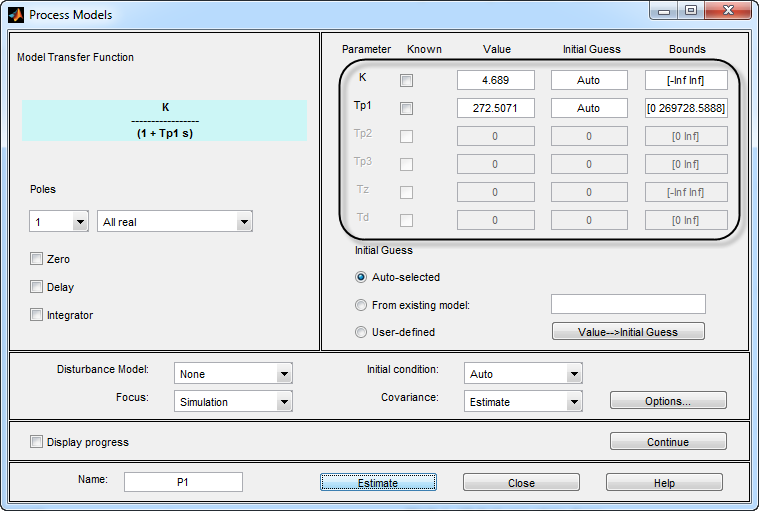 Process Models
Model Transfer Function
K
-----------------
(1 + Tp1 s)
Poles
1 All real
Zero
Delay
Integrator
Parameter Known Value Initial Guess Bounds
K 4.689 Auto [-Inf Inf]
Tp1 272.5071 Auto [0 269728.5888]
Tp2 0 0 [0 Inf]
Tp3 0 0 [0 Inf]
Tz 0 0 [-Inf Inf]
Td 0 0 [0 Inf]
Initial Guess
Auto-selected
From existing model:
User-defined Value-->Initial Guess
Disturbance Model: None Initial condition: Auto
Focus: Simulation Covariance: Estimate Options...
Display progress Continue
Name: P1 Estimate Close Help